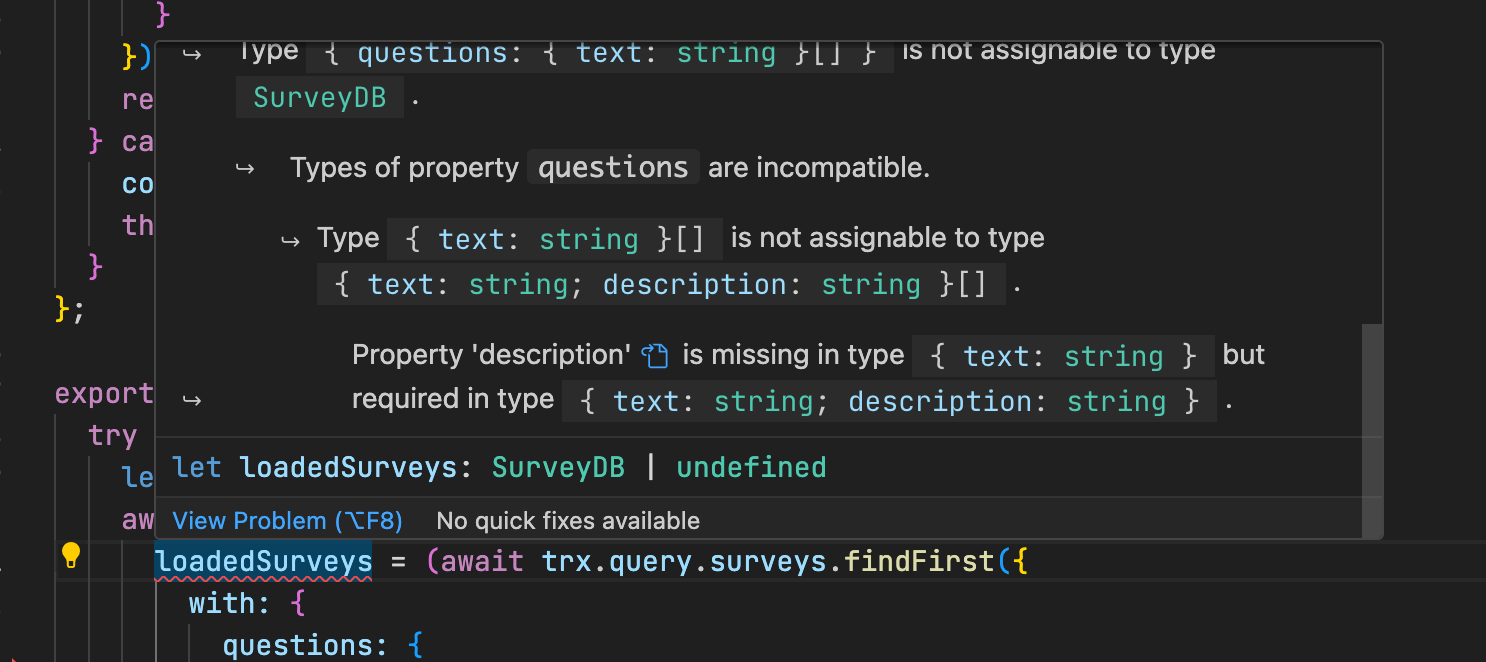 }
})
↪ Type { questions: { text: string }[] } is not assignable to type
SurveyDB .
re
} ca
↪ Types of property questions are incompatible.
co
th
↪ Type { text: string }[] is not assignable to type
{ text: string; description: string }[] .
}
};
Property 'description' is missing in type { text: string } but
export
↪ required in type { text: string; description: string } .
try
le
let loadedSurveys: SurveyDB | undefined
aw
View Problem (⌥F8) No quick fixes available
loadedSurveys = (await trx.query.surveys.findFirst({
with: {
questions: {